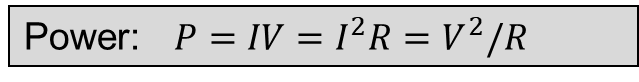 Power: P = IV = I²R = V²/R